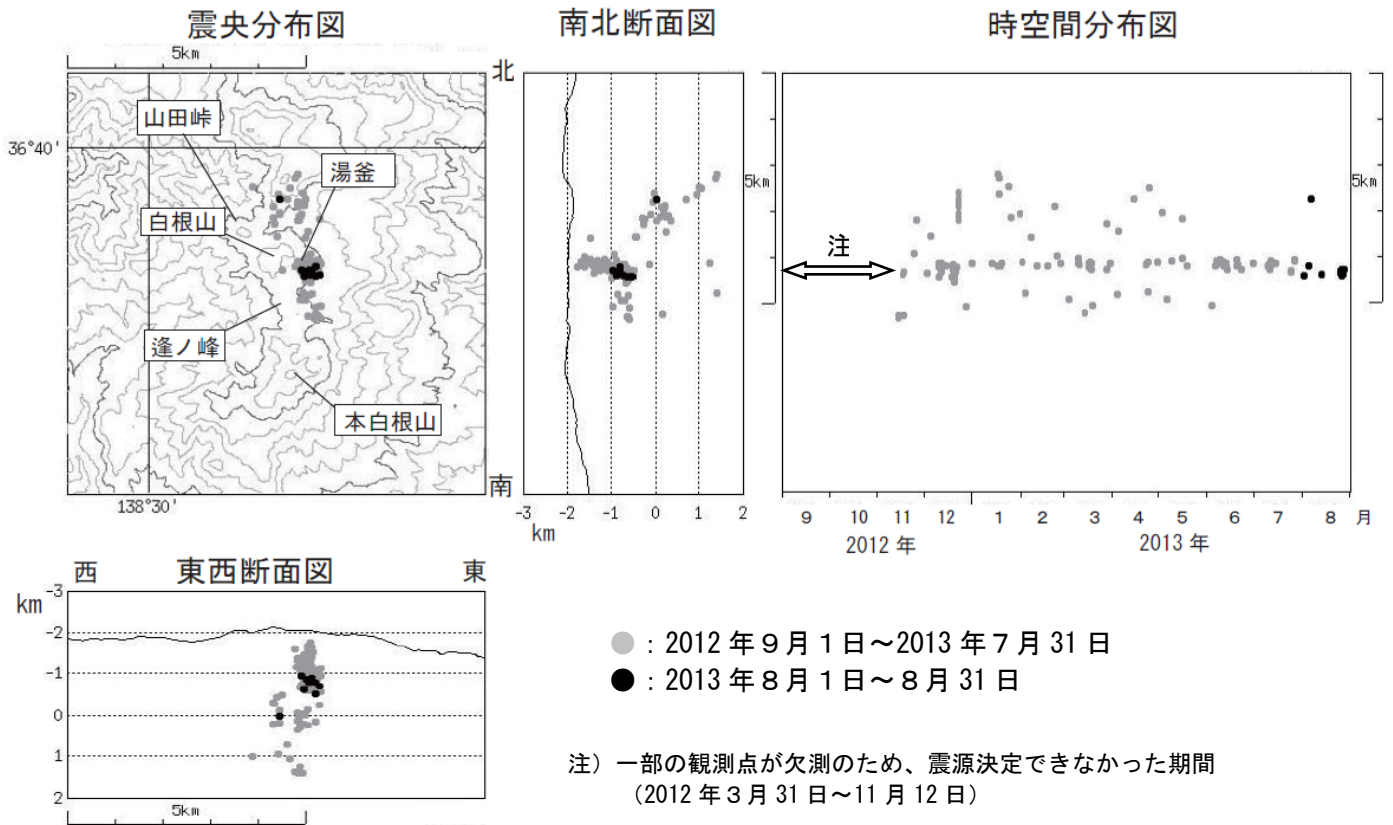 震央分布図
南北断面図
時空間分布図
5km
北
山田峠
36°40'
湯釜
白根山
逢ノ峰
本白根山
138°30'
南
5km
5km
注
-3 -2 -1 0 1 2
km
9 10 11 12 1 2 3 4 5 6 7 8 月
2012 年 2013 年
西 東西断面図 東
km
-3
-2
-1
0
1
2
5km
● : 2012 年９月１日～2013 年７月 31 日
● : 2013 年８月１日～８月 31 日
注）一部の観測点が欠測のため、震源決定できなかった期間
（2012 年３月 31 日～11 月 12 日）